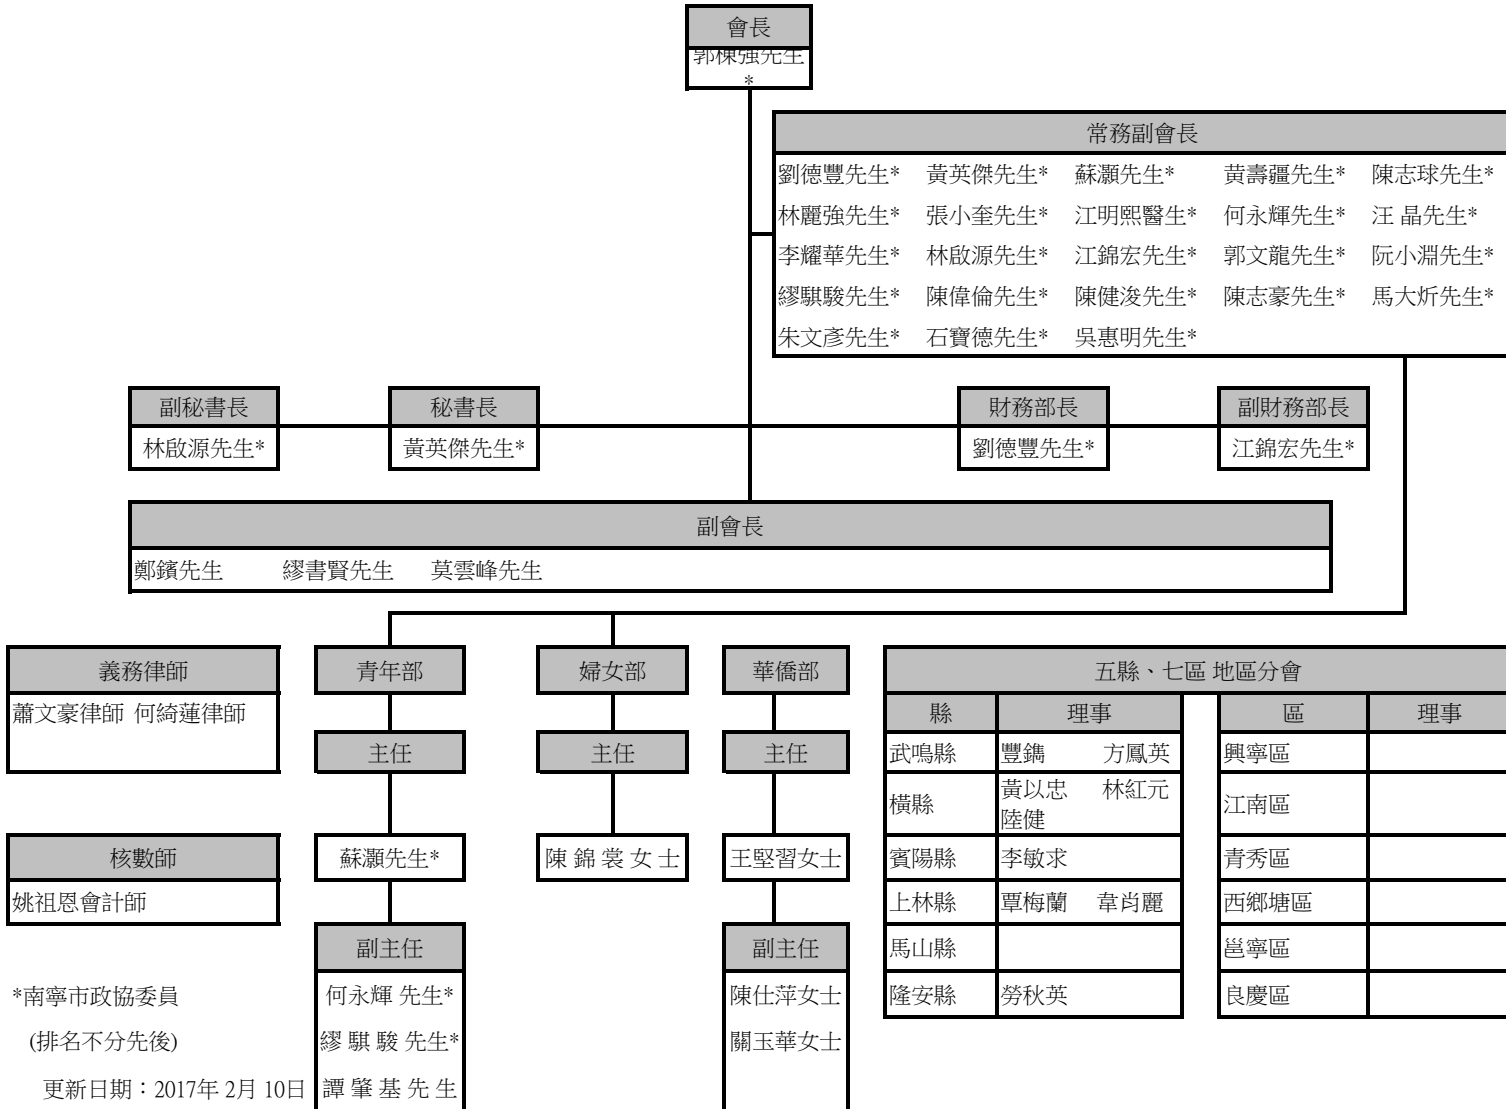 會長
郭棟強先生
*
常務副會長
劉德豐先生* 黃英傑先生* 蘇灝先生* 黃壽疆先生* 陳志球先生*
林麗強先生* 張小奎先生* 江明熙醫生* 何永輝先生* 汪 晶先生*
李耀華先生* 林啟源先生* 江錦宏先生* 郭文龍先生* 阮小淵先生*
繆騏駿先生* 陳偉倫先生* 陳健浚先生* 陳志豪先生* 馬大炘先生*
朱文彥先生* 石寶德先生* 吳惠明先生*
副秘書長 秘書長 財務部長 副財務部長
林啟源先生* 黃英傑先生* 劉德豐先生* 江錦宏先生*
副會長
鄭鑌先生 繆書賢先生 莫雲峰先生
義務律師
蕭文豪律師 何綺蓮律師
核數師
姚祖恩會計師
青年部
主任
蘇灝先生*
副主任
何永輝 先生*
繆 騏 駿 先生*
譚 肇 基 先 生
婦女部
主任
陳 錦 裳 女 士
華僑部
主任
王堅習女士
副主任
陳仕萍女士
關玉華女士
五縣、七區 地區分會
縣 理事 區 理事
武鳴縣 豐鐫 方鳳英 興寧區
橫縣 黃以忠 林紅元 江南區
陸健
賓陽縣 李敏求 青秀區
上林縣 覃梅蘭 韋肖麗 西鄉塘區
馬山縣 邕寧區
隆安縣 勞秋英 良慶區
*南寧市政協委員
(排名不分先後)
更新日期：2017年 2月 10日